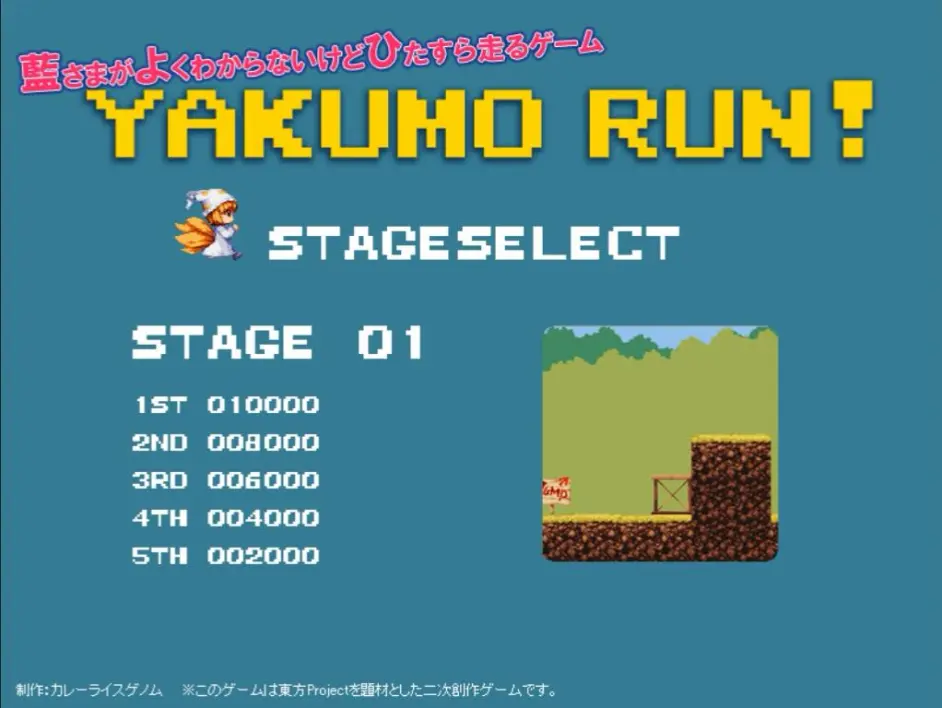 藍さまがよくわからないけどひたすら走るゲーム
YAKUMO RUN!
STAGESELECT
STAGE 01
1ST 010000
2ND 008000
3RD 006000
4TH 004000
5TH 002000
制作:カレーライスゲノム ※このゲームは東方Projectを題材とした二次創作ゲームです。